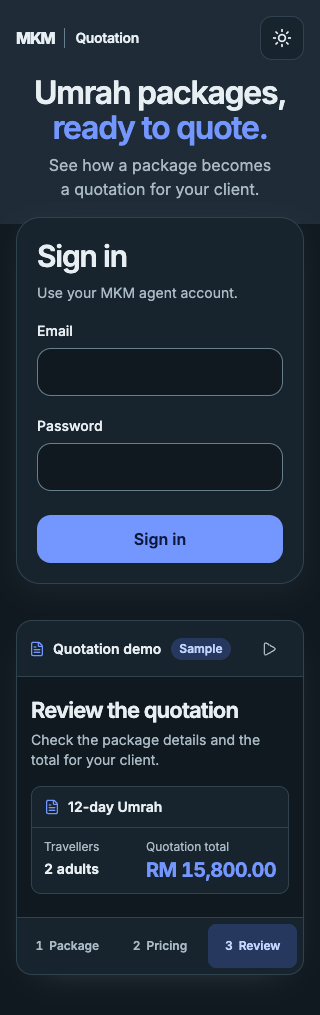 MKM | Quotation
Umrah packages,
ready to quote.
See how a package becomes
a quotation for your client.
Sign in
Use your MKM agent account.
Email
Password
Sign in
Quotation demo Sample
Review the quotation
Check the package details and the
total for your client.
12-day Umrah
Travellers Quotation total
2 adults RM 15,800.00
1 Package 2 Pricing 3 Review